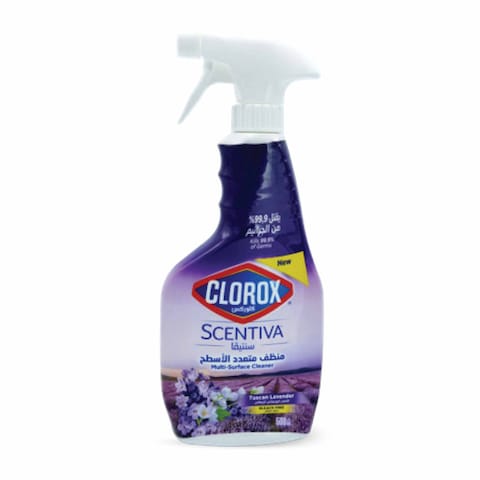 يقتل 99,9%
من الجراثيم
Kills 99.9%
of Germs
New
CLOROX
كلوركس
SCENTIVA
سنتيڤا
منظف متعدد الأسطح
Multi-Surface Cleaner
Tuscan Lavender
BLEACH FREE